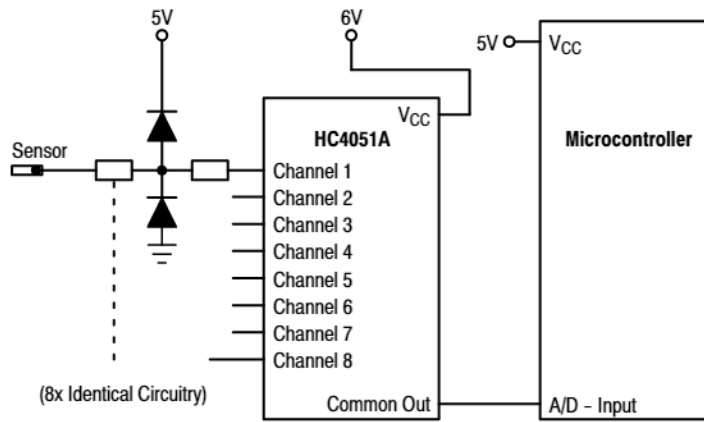 5V
6V
5V
VCC
VCC
HC4051A
Microcontroller
Sensor
Channel 1
Channel 2
Channel 3
Channel 4
Channel 5
Channel 6
Channel 7
Channel 8
(8x Identical Circuitry)
Common Out
A/D – Input